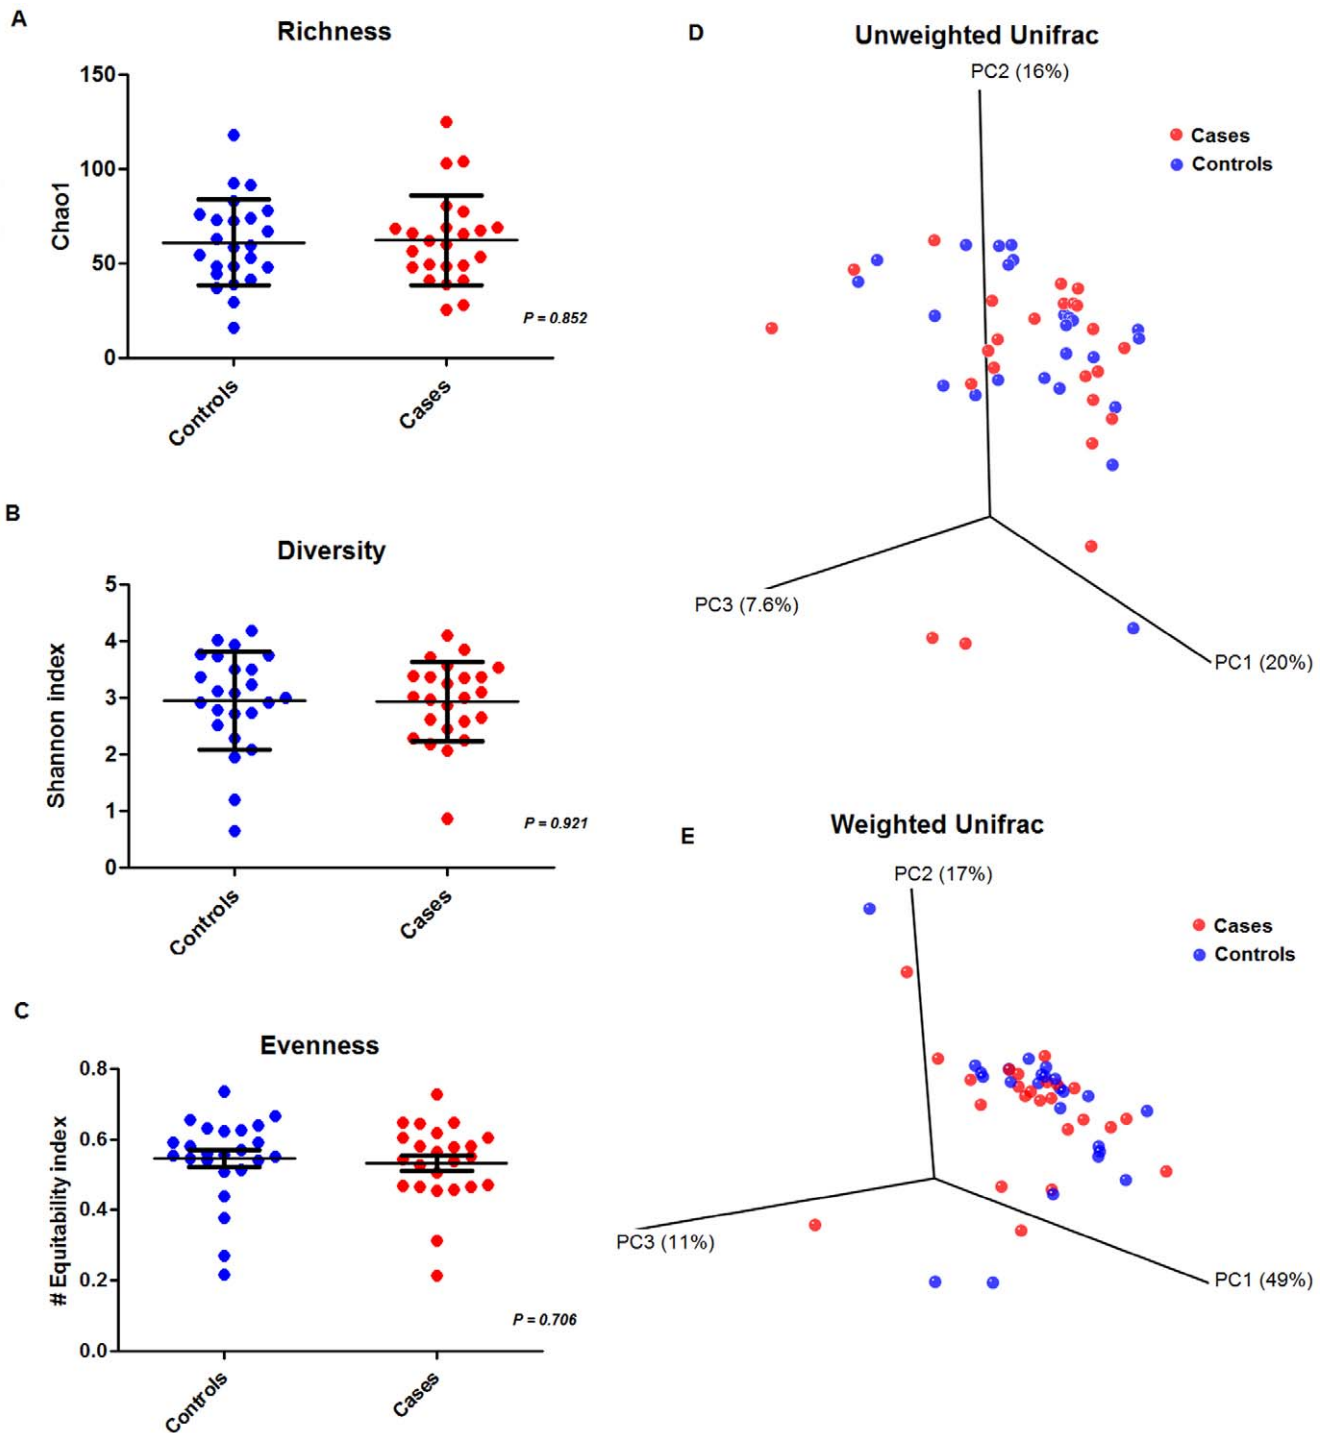 A
Richness
150
100
50
0
Chao1
P = 0.852
Controls
Cases
B
Diversity
5
4
3
2
1
0
Shannon index
P = 0.921
Controls
Cases
C
Evenness
0.8
0.6
0.4
0.2
0.0
# Equitability index
P = 0.706
Controls
Cases
D
Unweighted Unifrac
PC2 (16%)
Cases
Controls
PC3 (7.6%)
PC1 (20%)
E
Weighted Unifrac
PC2 (17%)
Cases
Controls
PC3 (11%)
PC1 (49%)